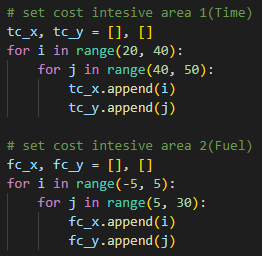 # set cost intesive area 1(Time)
tc_x, tc_y = [], []
for i in range(20, 40):
    for j in range(40, 50):
        tc_x.append(i)
        tc_y.append(j)

# set cost intesive area 2(Fuel)
fc_x, fc_y = [], []
for i in range(-5, 5):
    for j in range(5, 30):
        fc_x.append(i)
        fc_y.append(j)